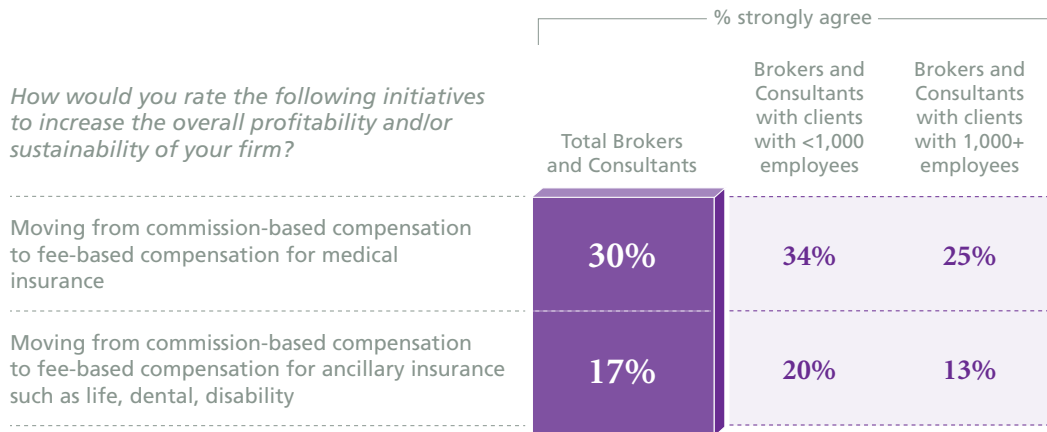 % strongly agree
How would you rate the following initiatives
to increase the overall profitability and/or
sustainability of your firm?
Total Brokers
and Consultants
Brokers and
Consultants
with clients
with <1,000
employees
Brokers and
Consultants
with clients
with 1,000+
employees
Moving from commission-based compensation
to fee-based compensation for medical
insurance
30%
34%
25%
Moving from commission-based compensation
to fee-based compensation for ancillary insurance
such as life, dental, disability
17%
20%
13%